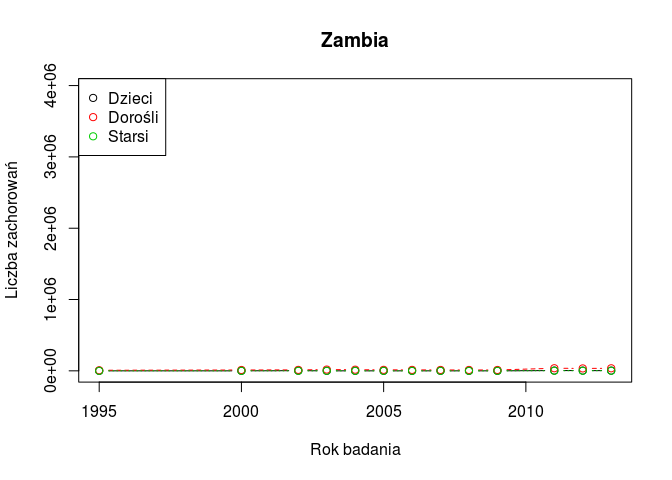 Zambia
Dzieci
Dorośli
Starsi
Liczba zachorowań
4e+06
3e+06
2e+06
1e+06
0e+00
1995
2000
2005
2010
Rok badania